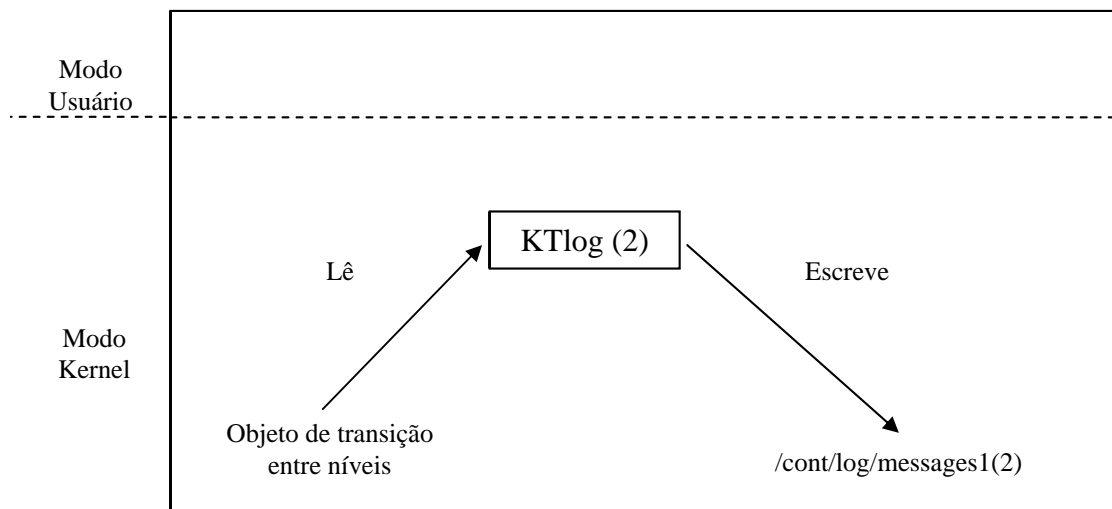 Modo
Usuário
KTlog (2)
Lê
Escreve
Modo
Kernel
Objeto de transição
entre níveis
/cont/log/messages1(2)